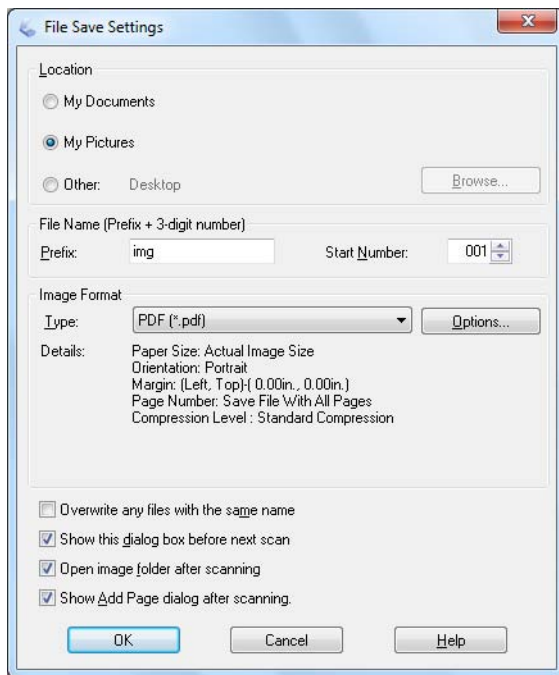 File Save Settings
Location
My Documents
My Pictures
Other: Desktop Browse...
File Name (Prefix + 3-digit number)
Prefix: img Start Number: 001
Image Format
Type: PDF (*.pdf) Options...
Details: Paper Size: Actual Image Size
Orientation: Portrait
Margin: (Left, Top)-( 0.00in., 0.00in.)
Page Number: Save File With All Pages
Compression Level : Standard Compression
Overwrite any files with the same name
Show this dialog box before next scan
Open image folder after scanning
Show Add Page dialog after scanning.
OK Cancel Help